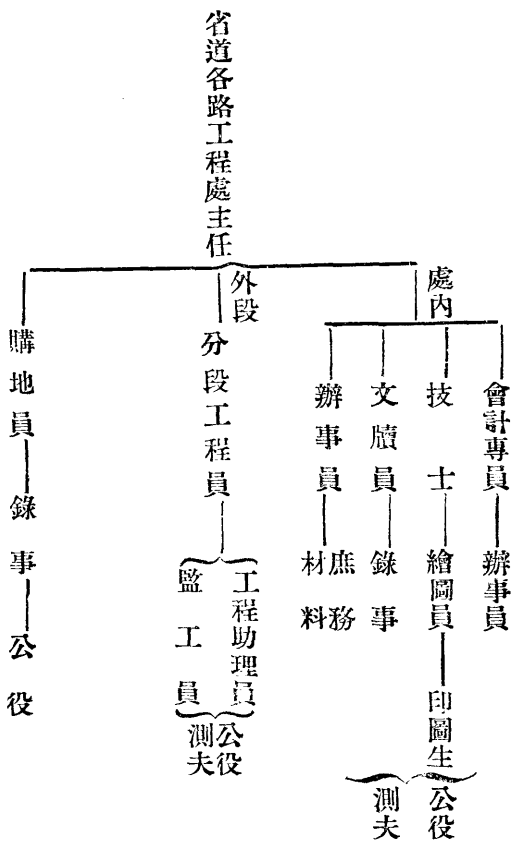 省道各路工程處主任
處內
會計專員
辦事員
技士
繪圖員
印圖生
公役
測夫
文牘員
錄事
辦事員
庶務
材料
外段
分段工程員
工程助理員
監工員
公役
測夫
購地員
錄事
公役